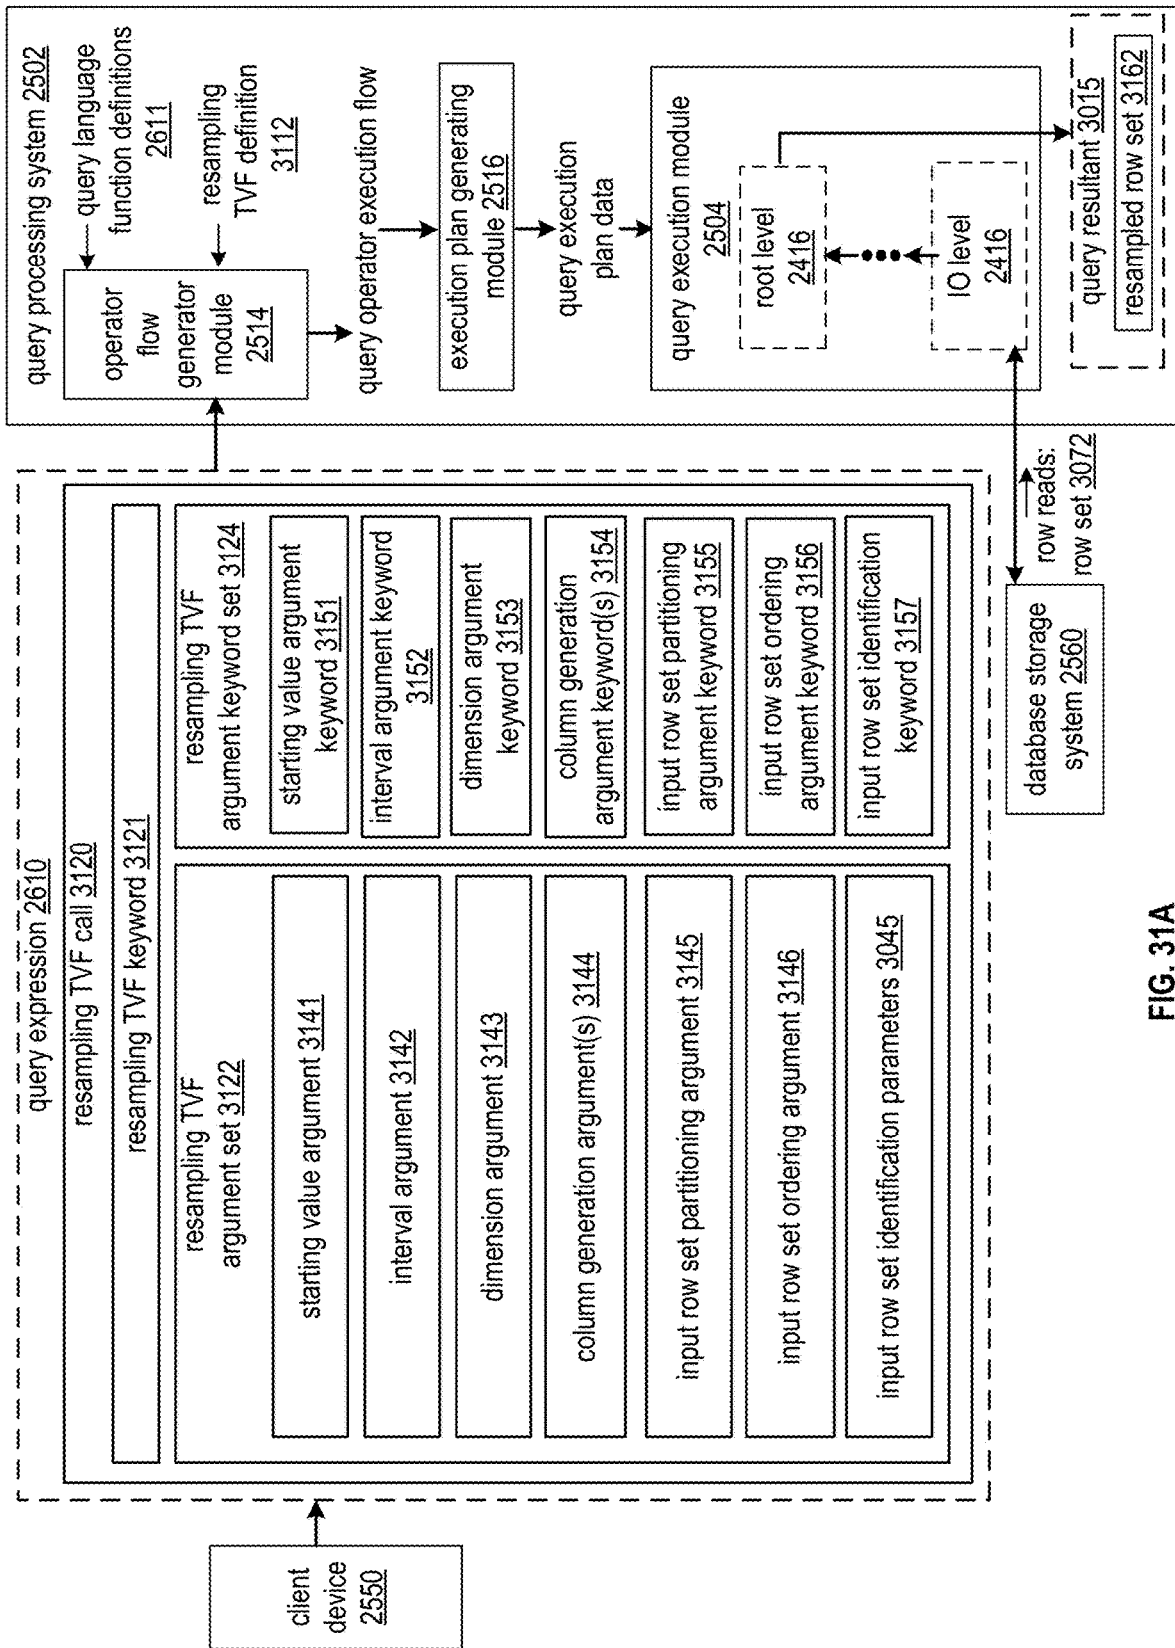 client
device
2550
query expression 2610
resampling TVF call 3120
resampling TVF keyword 3121
resampling TVF
argument set 3122
starting value argument 3141
interval argument 3142
dimension argument 3143
column generation argument(s) 3144
input row set partitioning argument 3145
input row set ordering argument 3146
input row set identification parameters 3045
resampling TVF
argument keyword set 3124
starting value argument
keyword 3151
interval argument keyword
3152
dimension argument
keyword 3153
column generation
argument keyword(s) 3154
input row set partitioning
argument keyword 3155
input row set ordering
argument keyword 3156
input row set identification
keyword 3157
database storage
system 2560
row reads:
row set 3072
query processing system 2502
operator
flow
generator
module
2514
query language
function definitions
2611
resampling
TVF definition
3112
query operator execution flow
execution plan generating
module 2516
query execution
plan data
query execution module
2504
root level
2416
IO level
2416
query resultant 3015
resampled row set 3162
FIG. 31A